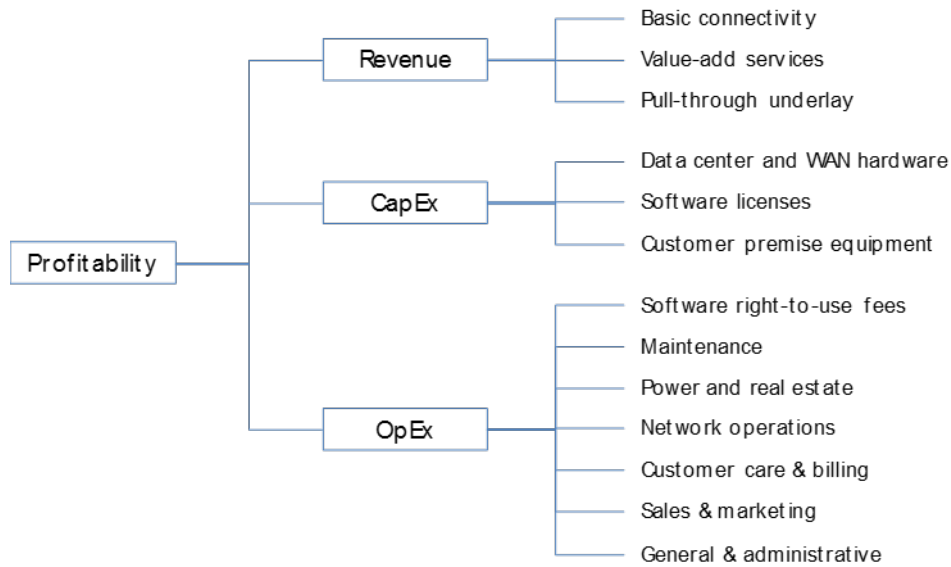 Profitability
Revenue
Basic connectivity
Value-add services
Pull-through underlay
CapEx
Data center and WAN hardware
Software licenses
Customer premise equipment
OpEx
Software right-to-use fees
Maintenance
Power and real estate
Network operations
Customer care & billing
Sales & marketing
General & administrative